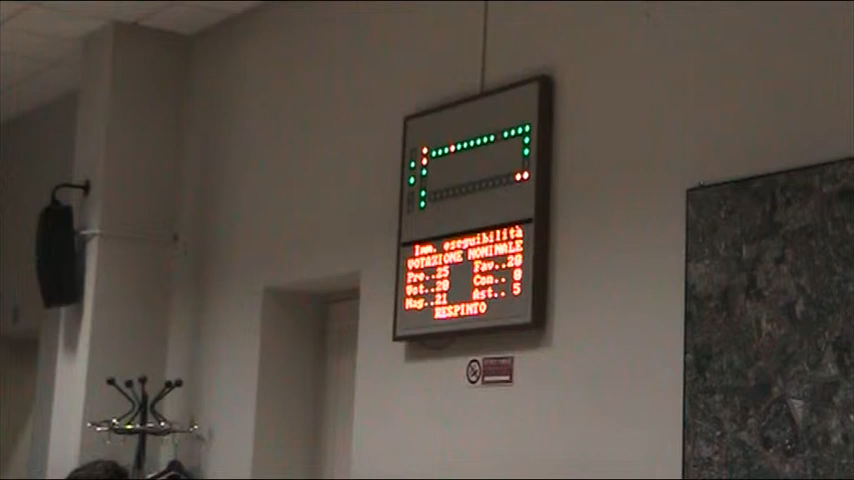 Imm. eseguibilità
VOTAZIONE NOMINALE
Pre..25 Fav..20
Vot..20 Con.. 0
Mag..21 Ast.. 5
RESPINTO